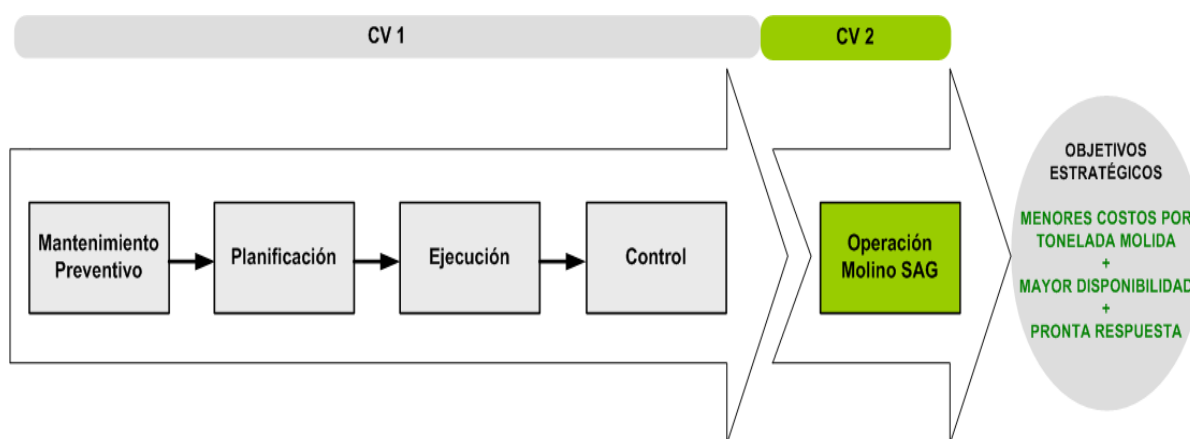 CV 1
CV 2
Mantenimiento
Preventivo
Planificación
Ejecución
Control
Operación
Molino SAG
OBJETIVOS
ESTRATÉGICOS
MENORES COSTOS POR
TONELADA MOLIDA
+
MAYOR DISPONIBILIDAD
+
PRONTA RESPUESTA